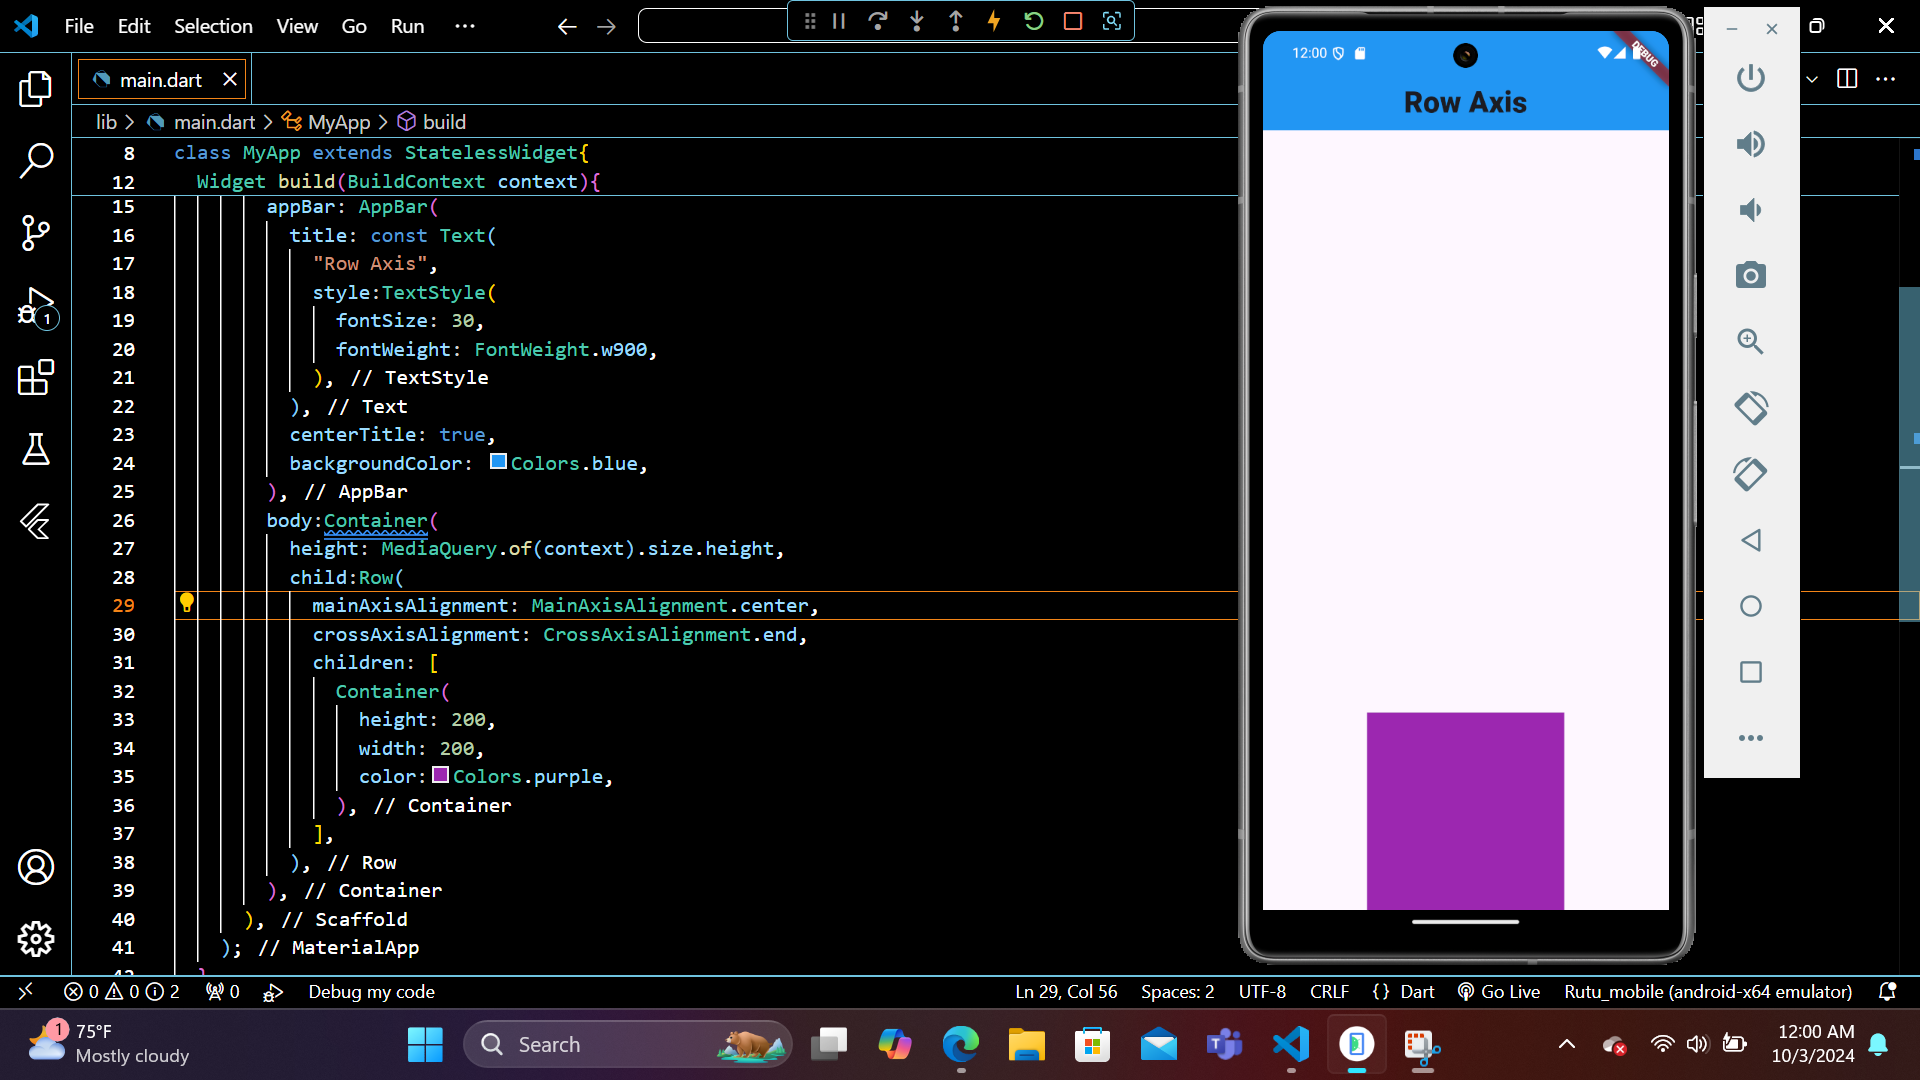 File Edit Selection View Go Run ···
main.dart
lib > main.dart > MyApp > build
8 class MyApp extends StatelessWidget{
12 Widget build(BuildContext context){
15 appBar: AppBar(
16 title: const Text(
17 "Row Axis",
18 style:TextStyle(
19 fontSize: 30,
20 fontWeight: FontWeight.w900,
21 ), // TextStyle
22 ), // Text
23 centerTitle: true,
24 backgroundColor: Colors.blue,
25 ), // AppBar
26 body:Container(
27 height: MediaQuery.of(context).size.height,
28 child:Row(
29 mainAxisAlignment: MainAxisAlignment.center,
30 crossAxisAlignment: CrossAxisAlignment.end,
31 children: [
32 Container(
33 height: 200,
34 width: 200,
35 color: Colors.purple,
36 ), // Container
37 ],
38 ), // Row
39 ), // Container
40 ), // Scaffold
41 ); // MaterialApp
42 }
1
12:00
DEBUG
Row Axis
0 0 2 0 Debug my code
Ln 29, Col 56 Spaces: 2 UTF-8 CRLF {} Dart Go Live Rutu_mobile (android-x64 emulator)
1
75°F
Mostly cloudy
Search
12:00 AM
10/3/2024